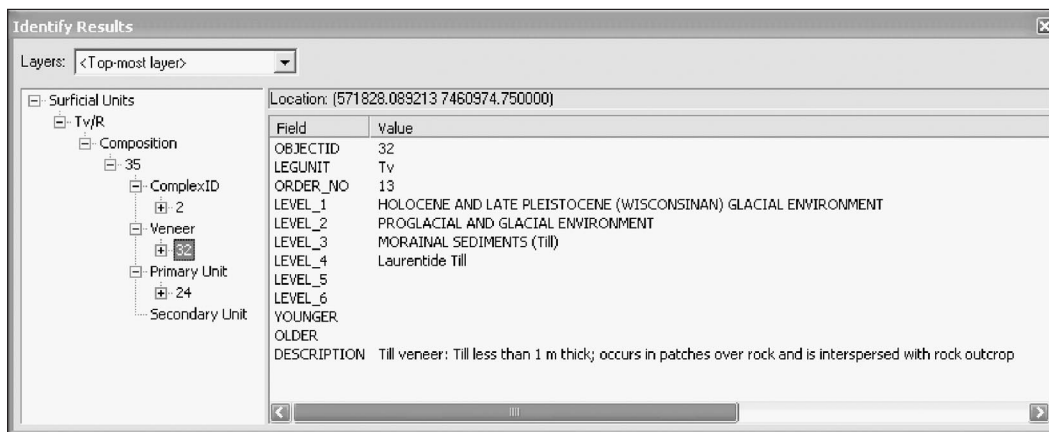 Identify Results
Layers: <Top-most layer>
Surficial Units
Tv/R
Composition
35
ComplexID
2
Veneer
32
Primary Unit
24
Secondary Unit
Location: (571828.089213 7460974.750000)
Field Value
OBJECTID 32
LEGUNIT Tv
ORDER_NO 13
LEVEL_1 HOLOCENE AND LATE PLEISTOCENE (WISCONSINAN) GLACIAL ENVIRONMENT
LEVEL_2 PROGLACIAL AND GLACIAL ENVIRONMENT
LEVEL_3 MORAINAL SEDIMENTS (Till)
LEVEL_4 Laurentide Till
LEVEL_5
LEVEL_6
YOUNGER
OLDER
DESCRIPTION Till veneer: Till less than 1 m thick; occurs in patches over rock and is interspersed with rock outcrop